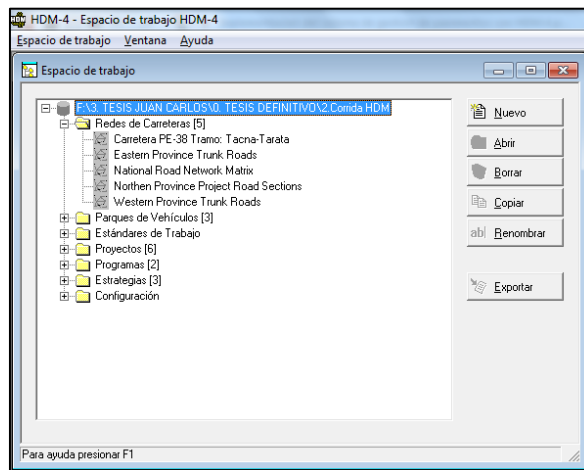 HDM-4 - Espacio de trabajo HDM-4
Espacio de trabajo Ventana Ayuda
Espacio de trabajo
F:\3. TESIS JUAN CARLOS\0. TESIS DEFINITIVO\2.Corrida HDM
Redes de Carreteras [5]
Carretera PE-38 Tramo: Tacna-Tarata
Eastern Province Trunk Roads
National Road Network Matrix
Northen Province Project Road Sections
Western Province Trunk Roads
Parques de Vehículos [3]
Estándares de Trabajo
Proyectos [6]
Programas [2]
Estrategias [3]
Configuración
Nuevo
Abrir
Borrar
Copiar
ab Renombrar
Exportar
Para ayuda presionar F1